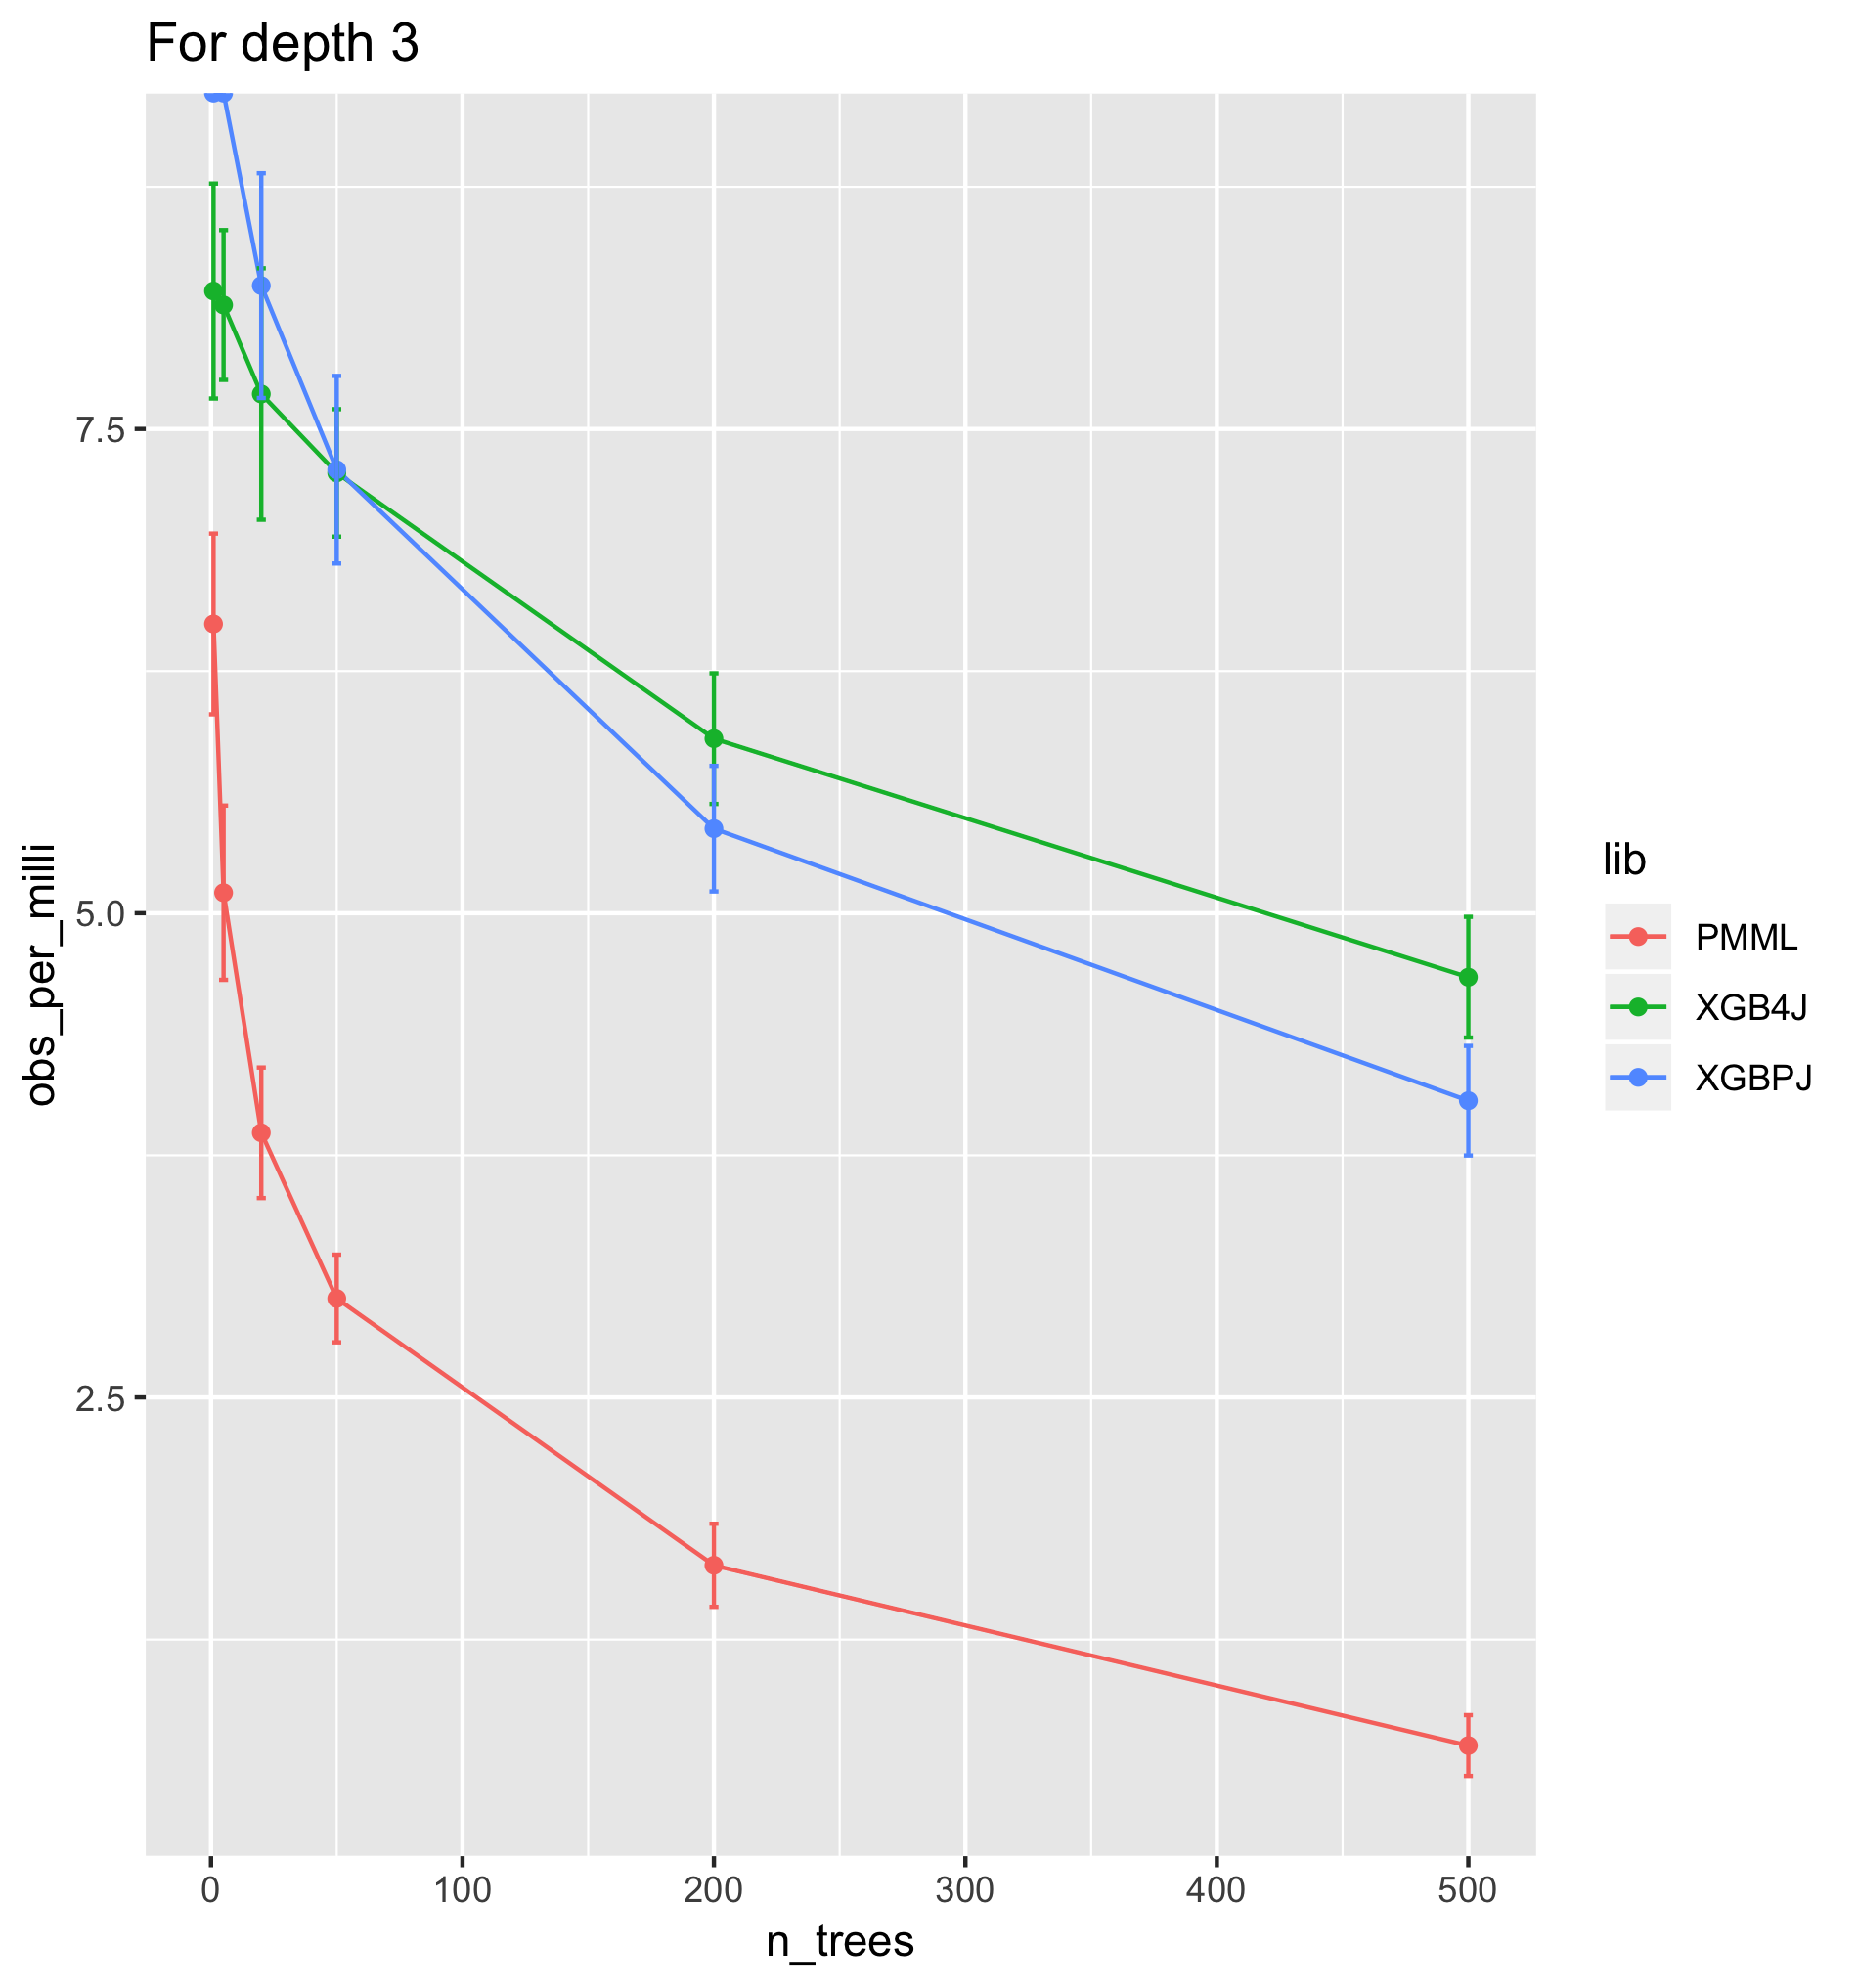 For depth 3
obs_per_milli
7.5
5.0
2.5
0
100
200
300
400
500
n_trees
lib
PMML
XGB4J
XGBPJ